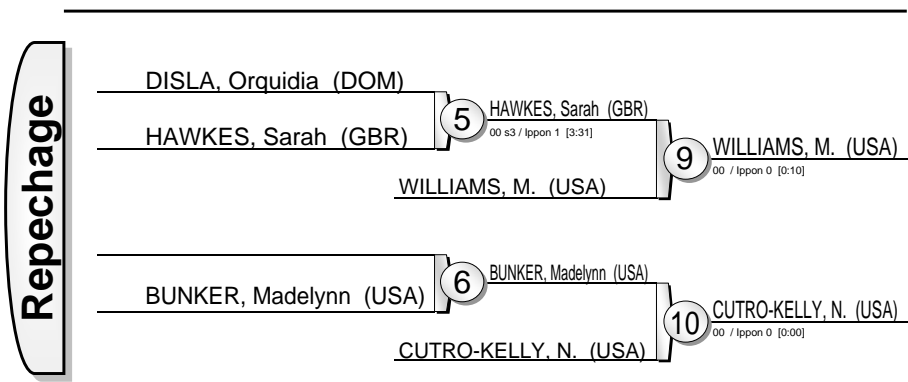 Repechage
DISLA, Orquidia (DOM)
HAWKES, Sarah (GBR)
5
HAWKES, Sarah (GBR)
00 s3 / Ippon 1 [3:31]
WILLIAMS, M. (USA)
9
WILLIAMS, M. (USA)
00 / Ippon 0 [0:10]
BUNKER, Madelynn (USA)
6
BUNKER, Madelynn (USA)
CUTRO-KELLY, N. (USA)
10
CUTRO-KELLY, N. (USA)
00 / Ippon 0 [0:00]